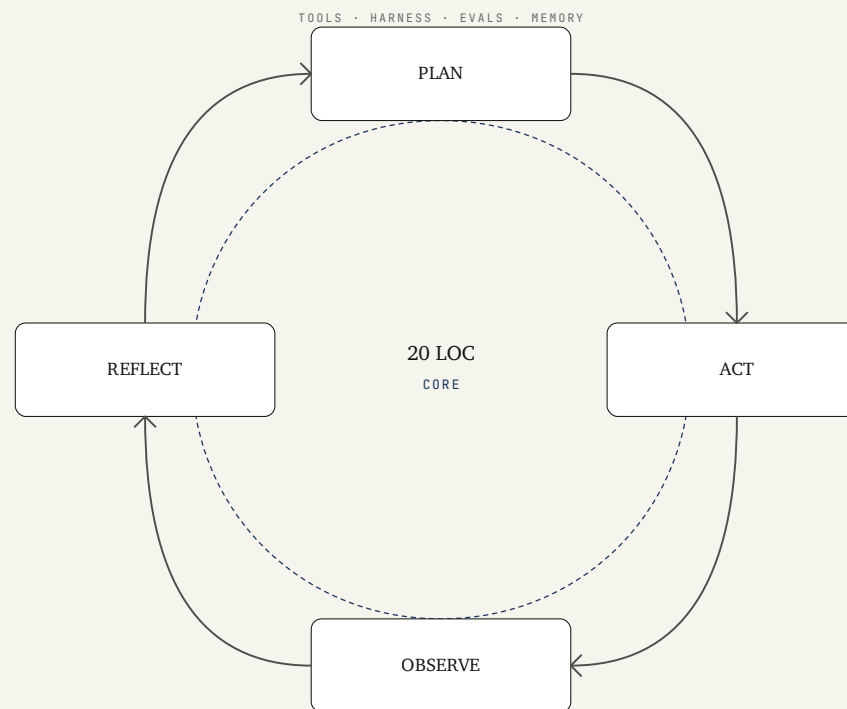 TOOLS · HARNESS · EVALS · MEMORY
PLAN
REFLECT
20 LOC
CORE
ACT
OBSERVE